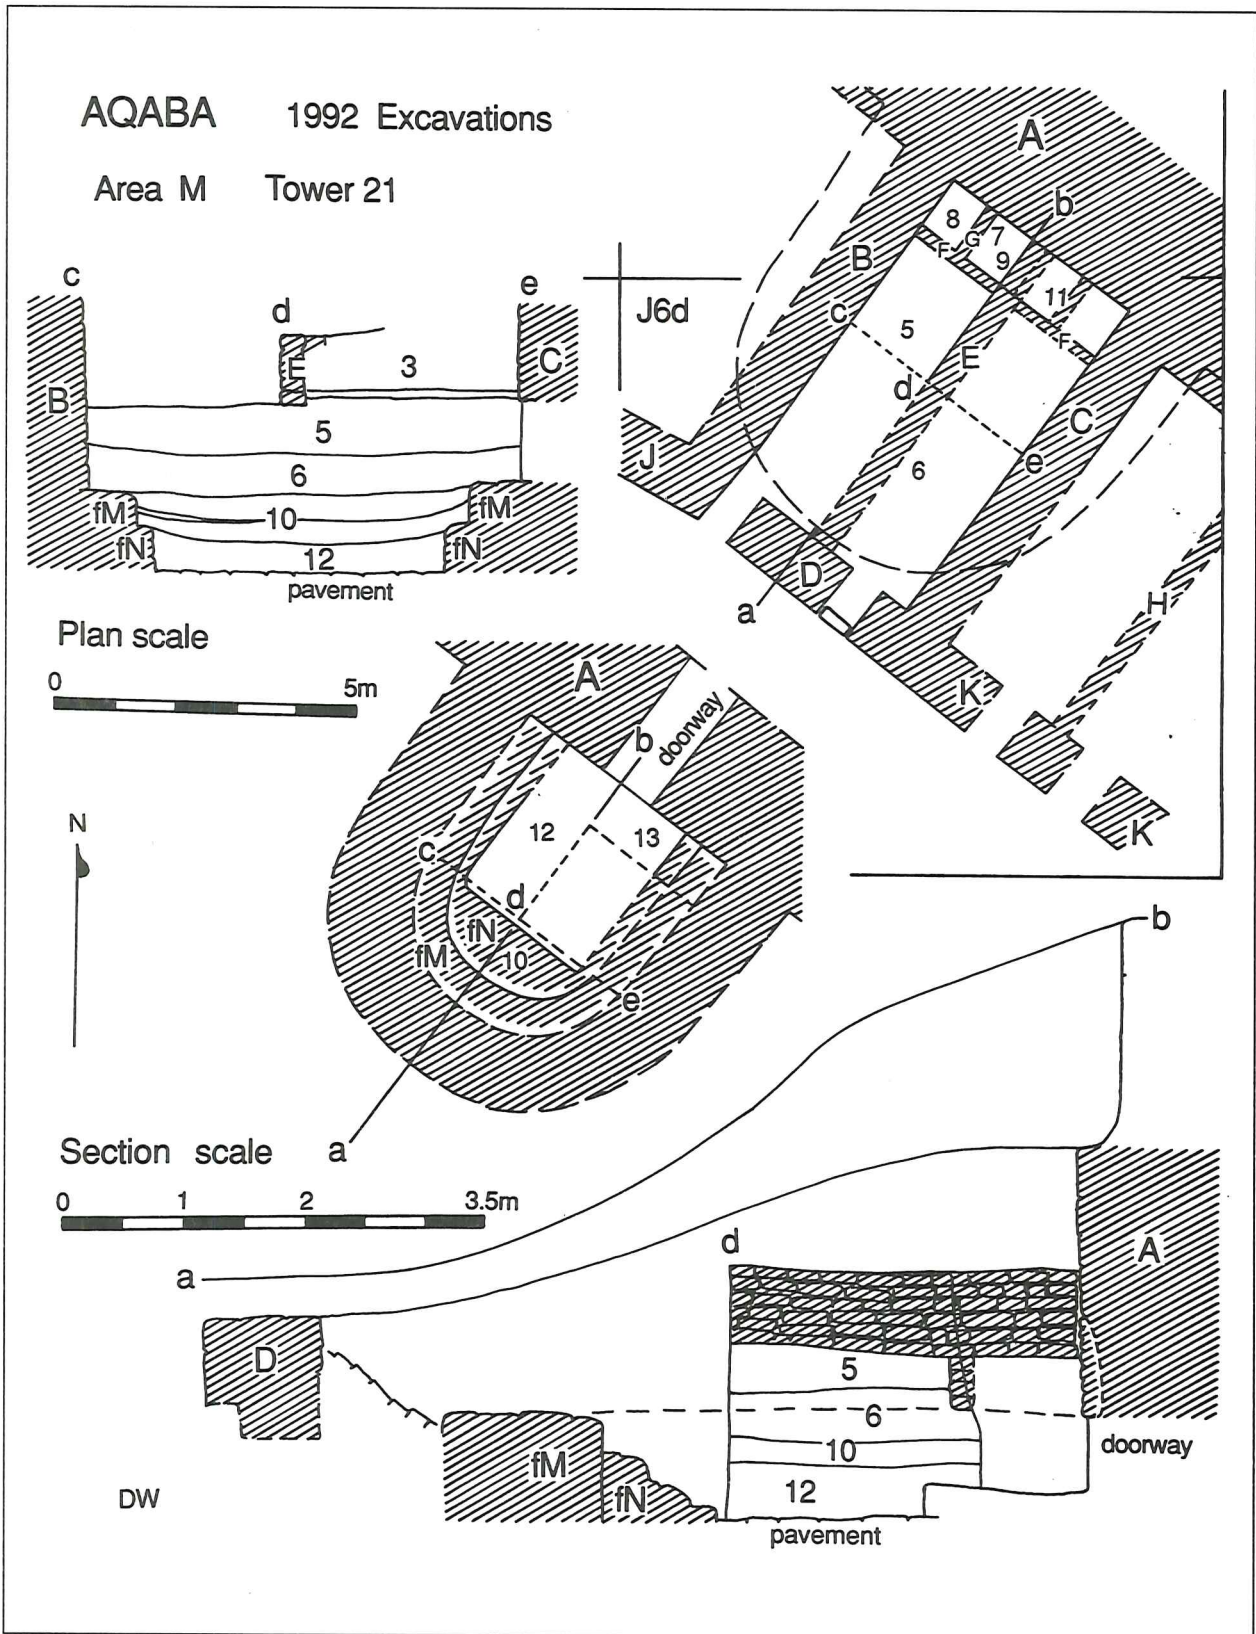 AQABA 1992 Excavations
Area M Tower 21
c
d
e
B
E
3
C
5
6
fM
10
fM
fN
12
fN
pavement
A
b
8
G
7
9
F
11
F
B
J6d
c
5
E
d
C
J
6
e
D
a
H
K
K
Plan scale
0 5m
A
doorway
b
N
12
13
c
d
fN
fM
10
e
a
Section scale
0 1 2 3.5m
b
a
d
A
D
5
6
fM
10
doorway
fN
12
DW
pavement